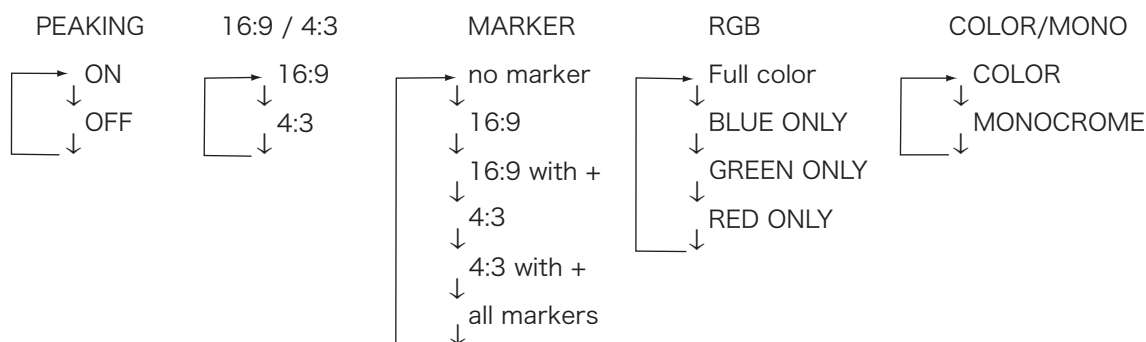 PEAKING 16:9 / 4:3 MARKER RGB COLOR/MONO
ON 16:9 no marker Full color COLOR
OFF 4:3 16:9 BLUE ONLY MONOCROME
16:9 with + GREEN ONLY
4:3 RED ONLY
4:3 with +
all markers